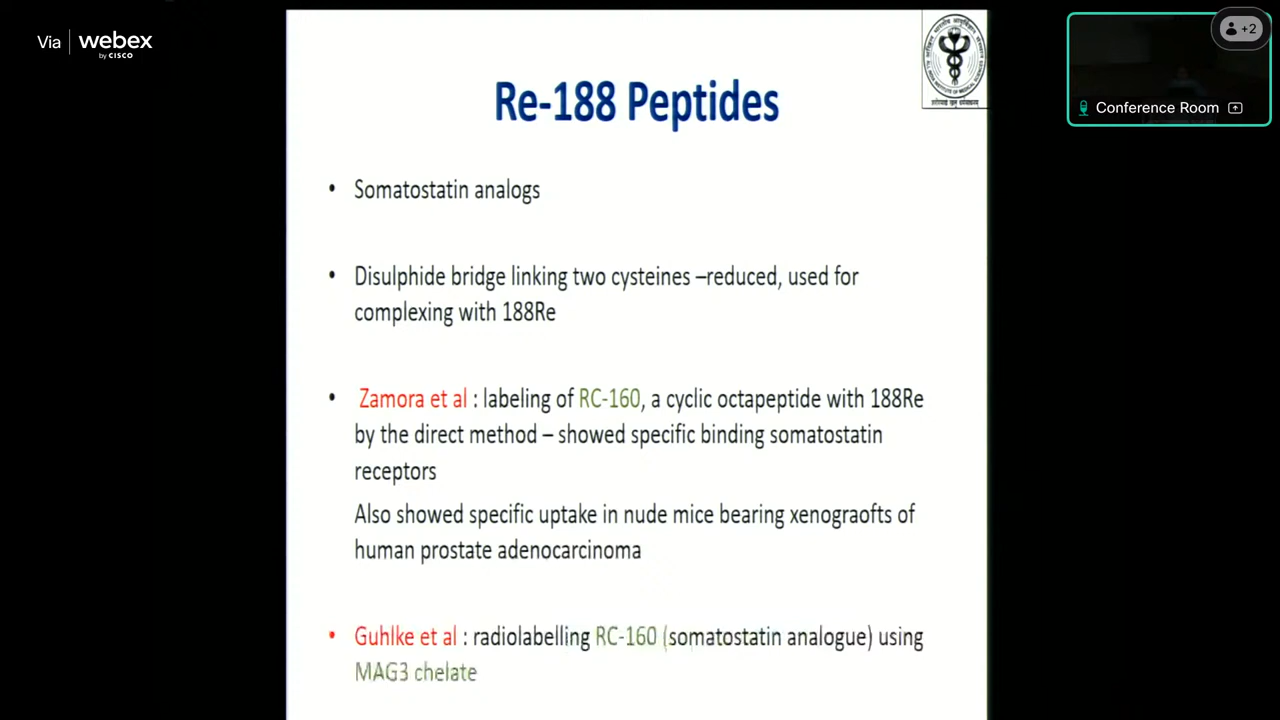 Via webex
by CISCO
+2
Conference Room
Re-188 Peptides
• Somatostatin analogs
• Disulphide bridge linking two cysteines –reduced, used for
complexing with 188Re
• Zamora et al : labeling of RC-160, a cyclic octapeptide with 188Re
by the direct method – showed specific binding somatostatin
receptors
Also showed specific uptake in nude mice bearing xenograofts of
human prostate adenocarcinoma
• Guhlke et al : radiolabelling RC-160 (somatostatin analogue) using
MAG3 chelate